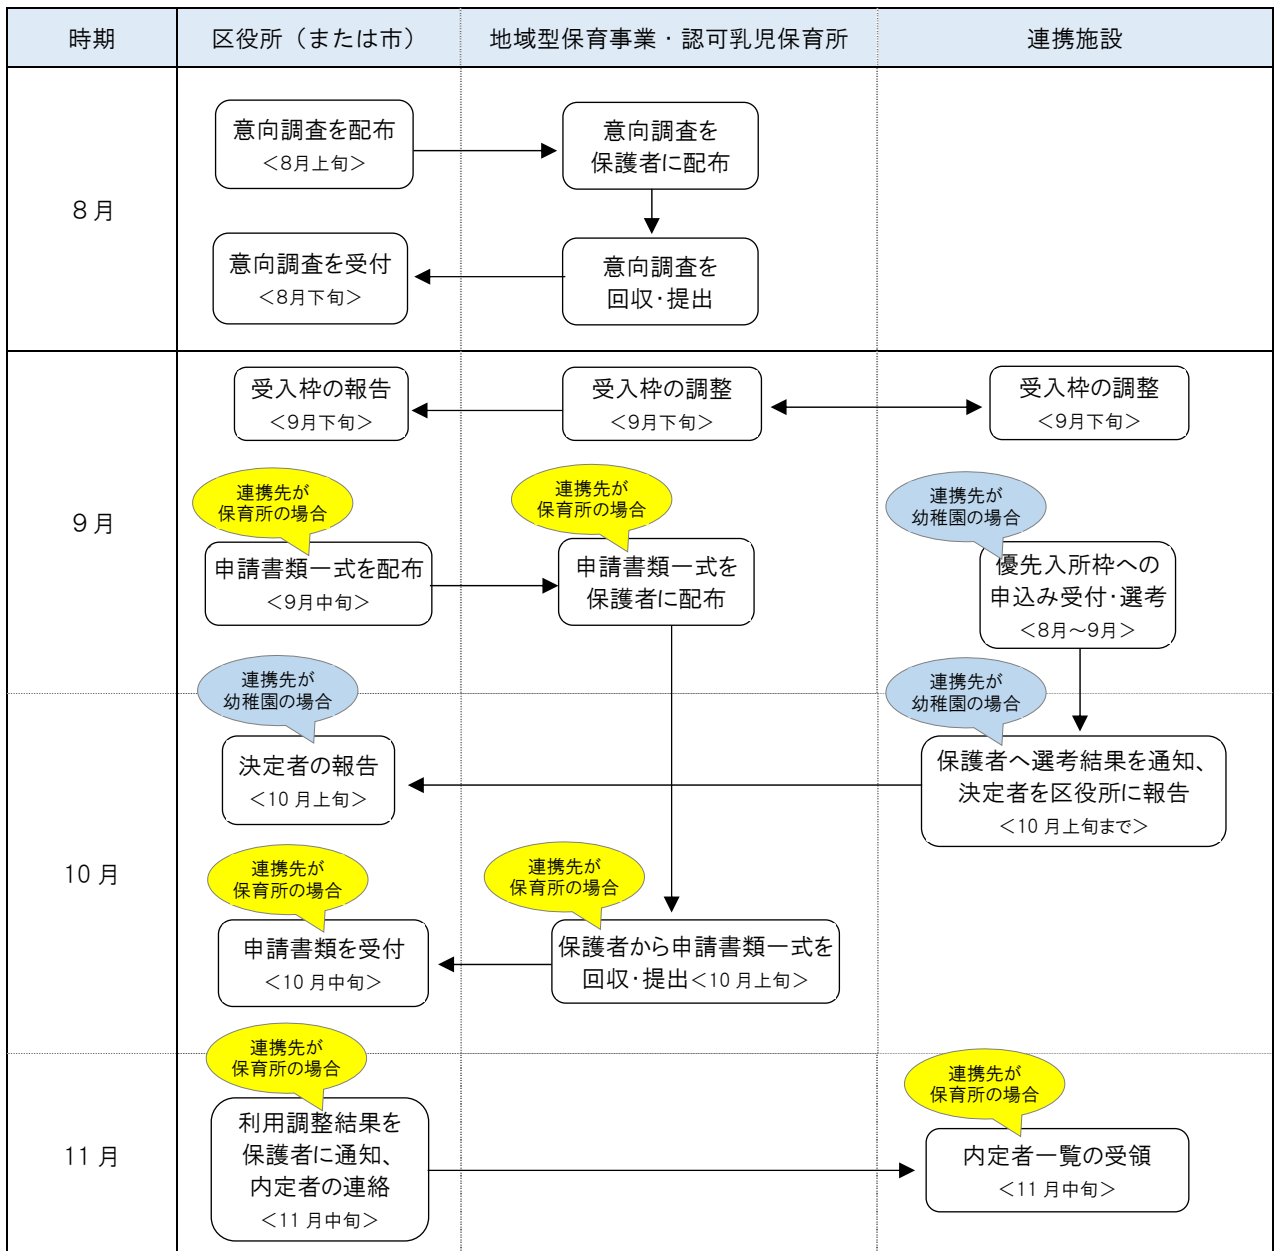 時期
区役所（または市）
地域型保育事業・認可乳児保育所
連携施設
8月
意向調査を配布
＜8月上旬＞
意向調査を
保護者に配布
意向調査を受付
＜8月下旬＞
意向調査を
回収・提出
9月
受入枠の報告
＜9月下旬＞
受入枠の調整
＜9月下旬＞
受入枠の調整
＜9月下旬＞
連携先が
保育所の場合
申請書類一式を配布
＜9月中旬＞
連携先が
保育所の場合
申請書類一式を
保護者に配布
連携先が
幼稚園の場合
優先入所枠への
申込み受付・選考
＜8月～9月＞
10月
連携先が
幼稚園の場合
決定者の報告
＜10月上旬＞
連携先が
幼稚園の場合
保護者へ選考結果を通知、
決定者を区役所に報告
＜10月上旬まで＞
連携先が
保育所の場合
申請書類を受付
＜10月中旬＞
連携先が
保育所の場合
保護者から申請書類一式を
回収・提出＜10月上旬＞
11月
連携先が
保育所の場合
利用調整結果を
保護者に通知、
内定者の連絡
＜11月中旬＞
連携先が
保育所の場合
内定者一覧の受領
＜11月中旬＞